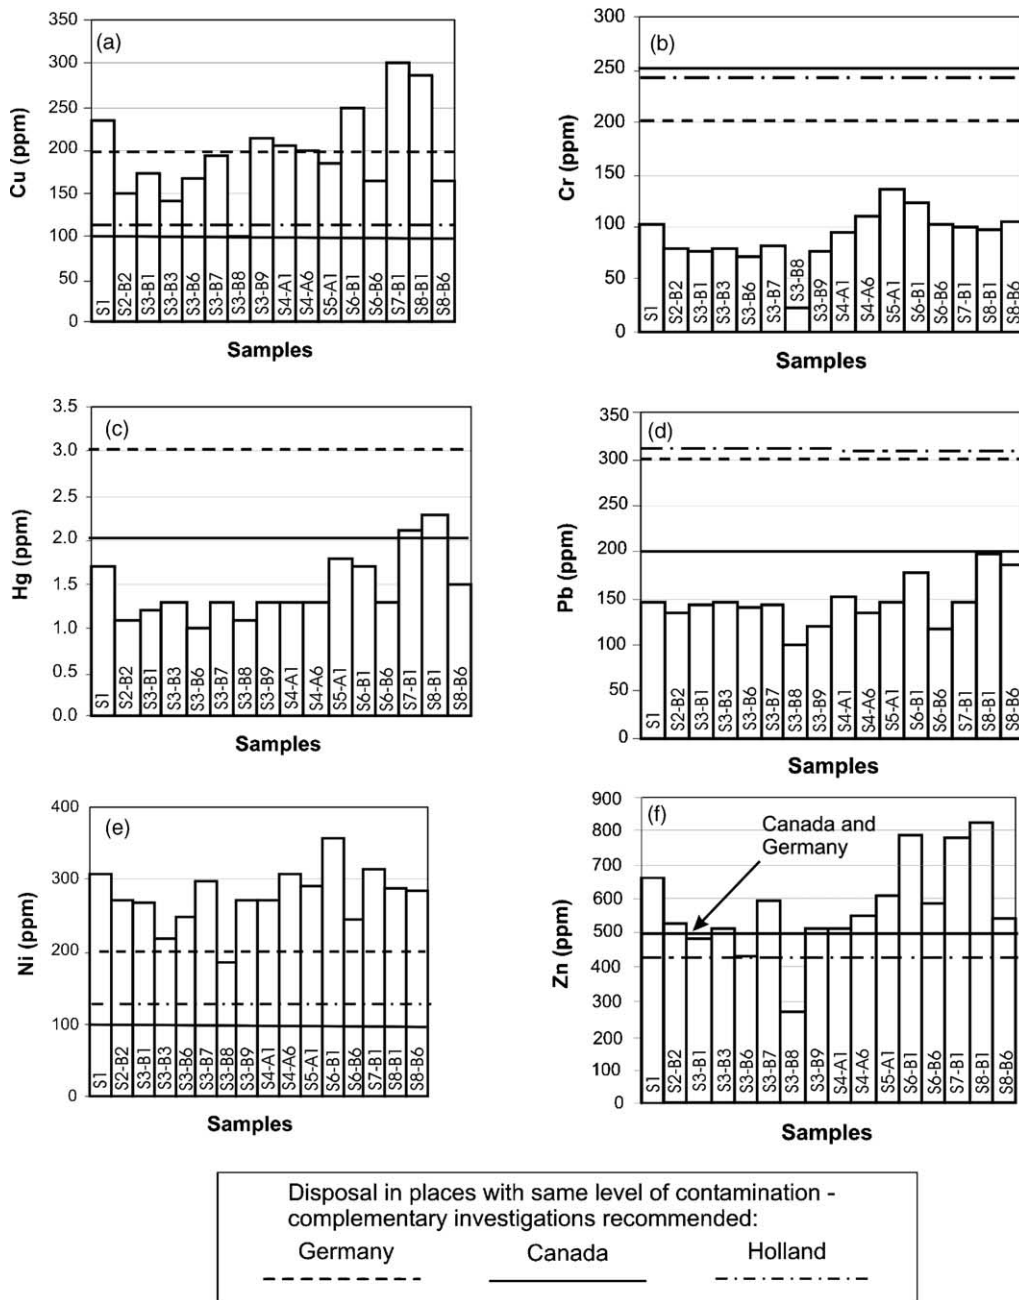 (a)
Cu (ppm)
350
300
250
200
150
100
50
0
S1
S2-B2
S3-B1
S3-B3
S3-B6
S3-B7
S3-B8
S3-B9
S4-A1
S4-A6
S5-A1
S6-B1
S6-B6
S7-B1
S8-B1
S8-B6
Samples
(b)
Cr (ppm)
300
250
200
150
100
50
0
S1
S2-B2
S3-B1
S3-B3
S3-B6
S3-B7
S3-B8
S3-B9
S4-A1
S4-A6
S5-A1
S6-B1
S6-B6
S7-B1
S8-B1
S8-B6
Samples
(c)
Hg (ppm)
3.5
3.0
2.5
2.0
1.5
1.0
0.5
0.0
S1
S2-B2
S3-B1
S3-B3
S3-B6
S3-B7
S3-B8
S3-B9
S4-A1
S4-A6
S5-A1
S6-B1
S6-B6
S7-B1
S8-B1
S8-B6
Samples
(d)
Pb (ppm)
350
300
250
200
150
100
50
0
S1
S2-B2
S3-B1
S3-B3
S3-B6
S3-B7
S3-B8
S3-B9
S4-A1
S4-A6
S5-A1
S6-B1
S6-B6
S7-B1
S8-B1
S8-B6
Samples
(e)
Ni (ppm)
400
300
200
100
0
S1
S2-B2
S3-B1
S3-B3
S3-B6
S3-B7
S3-B8
S3-B9
S4-A1
S4-A6
S5-A1
S6-B1
S6-B6
S7-B1
S8-B1
S8-B6
Samples
(f)
Canada and
Germany
Zn (ppm)
900
800
700
600
500
400
300
200
100
0
S1
S2-B2
S3-B1
S3-B3
S3-B6
S3-B7
S3-B8
S3-B9
S4-A1
S4-A6
S5-A1
S6-B1
S6-B6
S7-B1
S8-B1
S8-B6
Samples
Disposal in places with same level of contamination -
complementary investigations recommended:
Germany Canada Holland